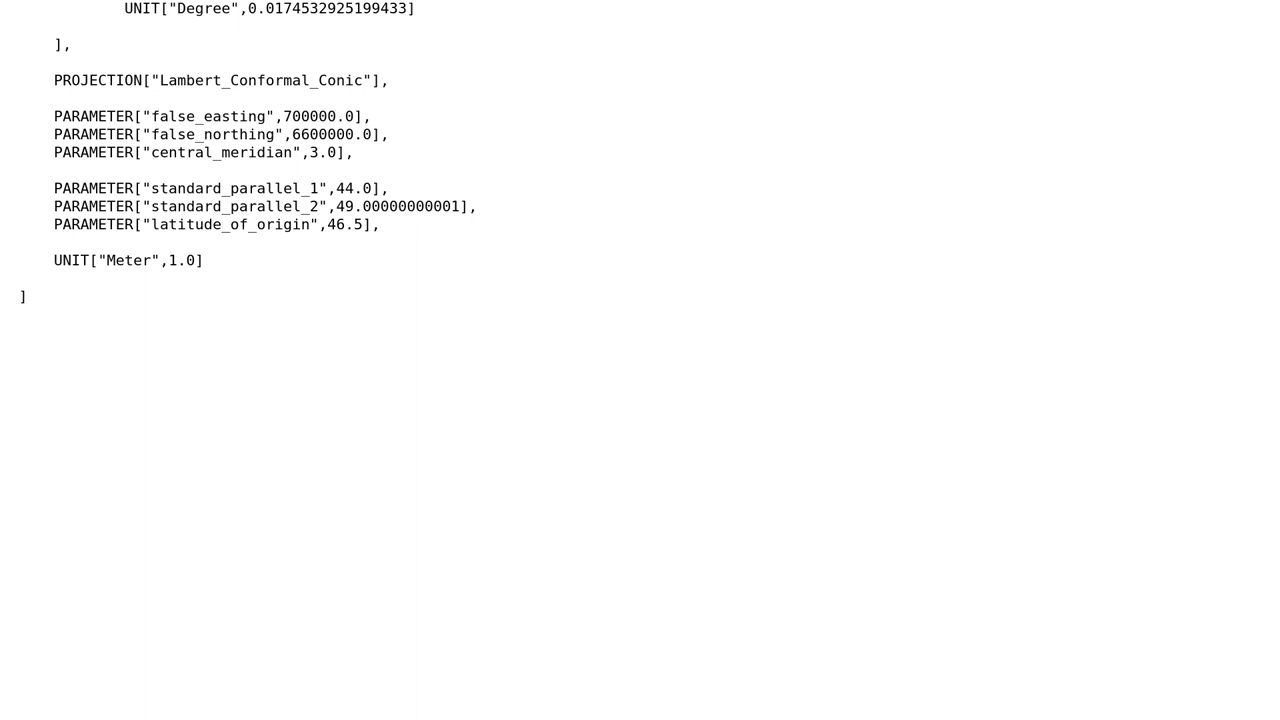 UNIT["Degree",0.0174532925199433]
],
PROJECTION["Lambert_Conformal_Conic"],
PARAMETER["false_easting",700000.0],
PARAMETER["false_northing",6600000.0],
PARAMETER["central_meridian",3.0],
PARAMETER["standard_parallel_1",44.0],
PARAMETER["standard_parallel_2",49.00000000001],
PARAMETER["latitude_of_origin",46.5],
UNIT["Meter",1.0]
]